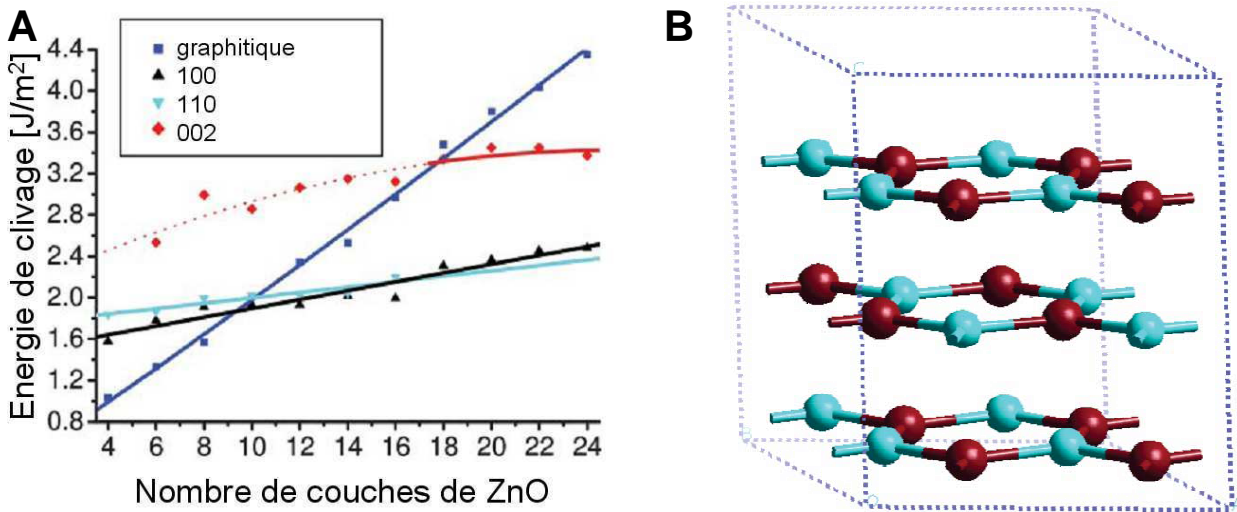 A
B
Energie de clivage [J/m²]
4.4
4.0
3.6
3.2
2.8
2.4
2.0
1.6
1.2
0.8
graphitique
100
110
002
4 6 8 10 12 14 16 18 20 22 24
Nombre de couches de ZnO
C
B